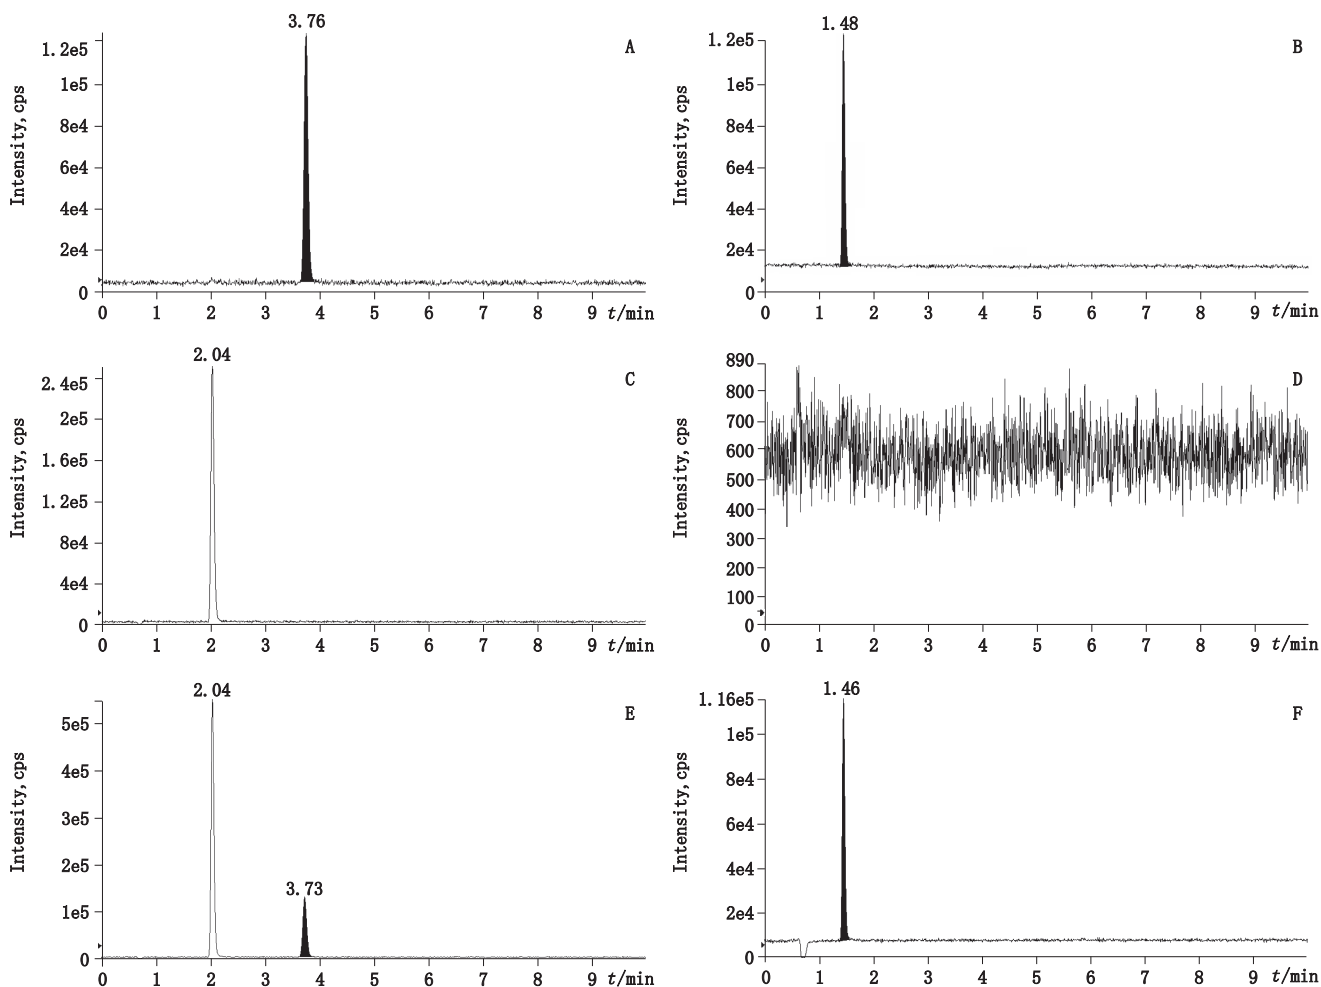 3.76
A
Intensity,cps
1.2e5
1e5
8e4
6e4
4e4
2e4
0
0 1 2 3 4 5 6 7 8 9 t/min
1.48
B
Intensity,cps
1.2e5
1e5
8e4
6e4
4e4
2e4
0
0 1 2 3 4 5 6 7 8 9 t/min
2.04
C
Intensity,cps
2.4e5
2e5
1.6e5
1.2e5
8e4
4e4
0
0 1 2 3 4 5 6 7 8 9 t/min
D
Intensity,cps
890
800
700
600
500
400
300
200
100
0
0 1 2 3 4 5 6 7 8 9 t/min
2.04
E
Intensity,cps
5e5
4e5
3e5
2e5
1e5
0
3.73
0 1 2 3 4 5 6 7 8 9 t/min
1.46
F
Intensity,cps
1.16e5
1e5
8e4
6e4
4e4
2e4
0
0 1 2 3 4 5 6 7 8 9 t/min